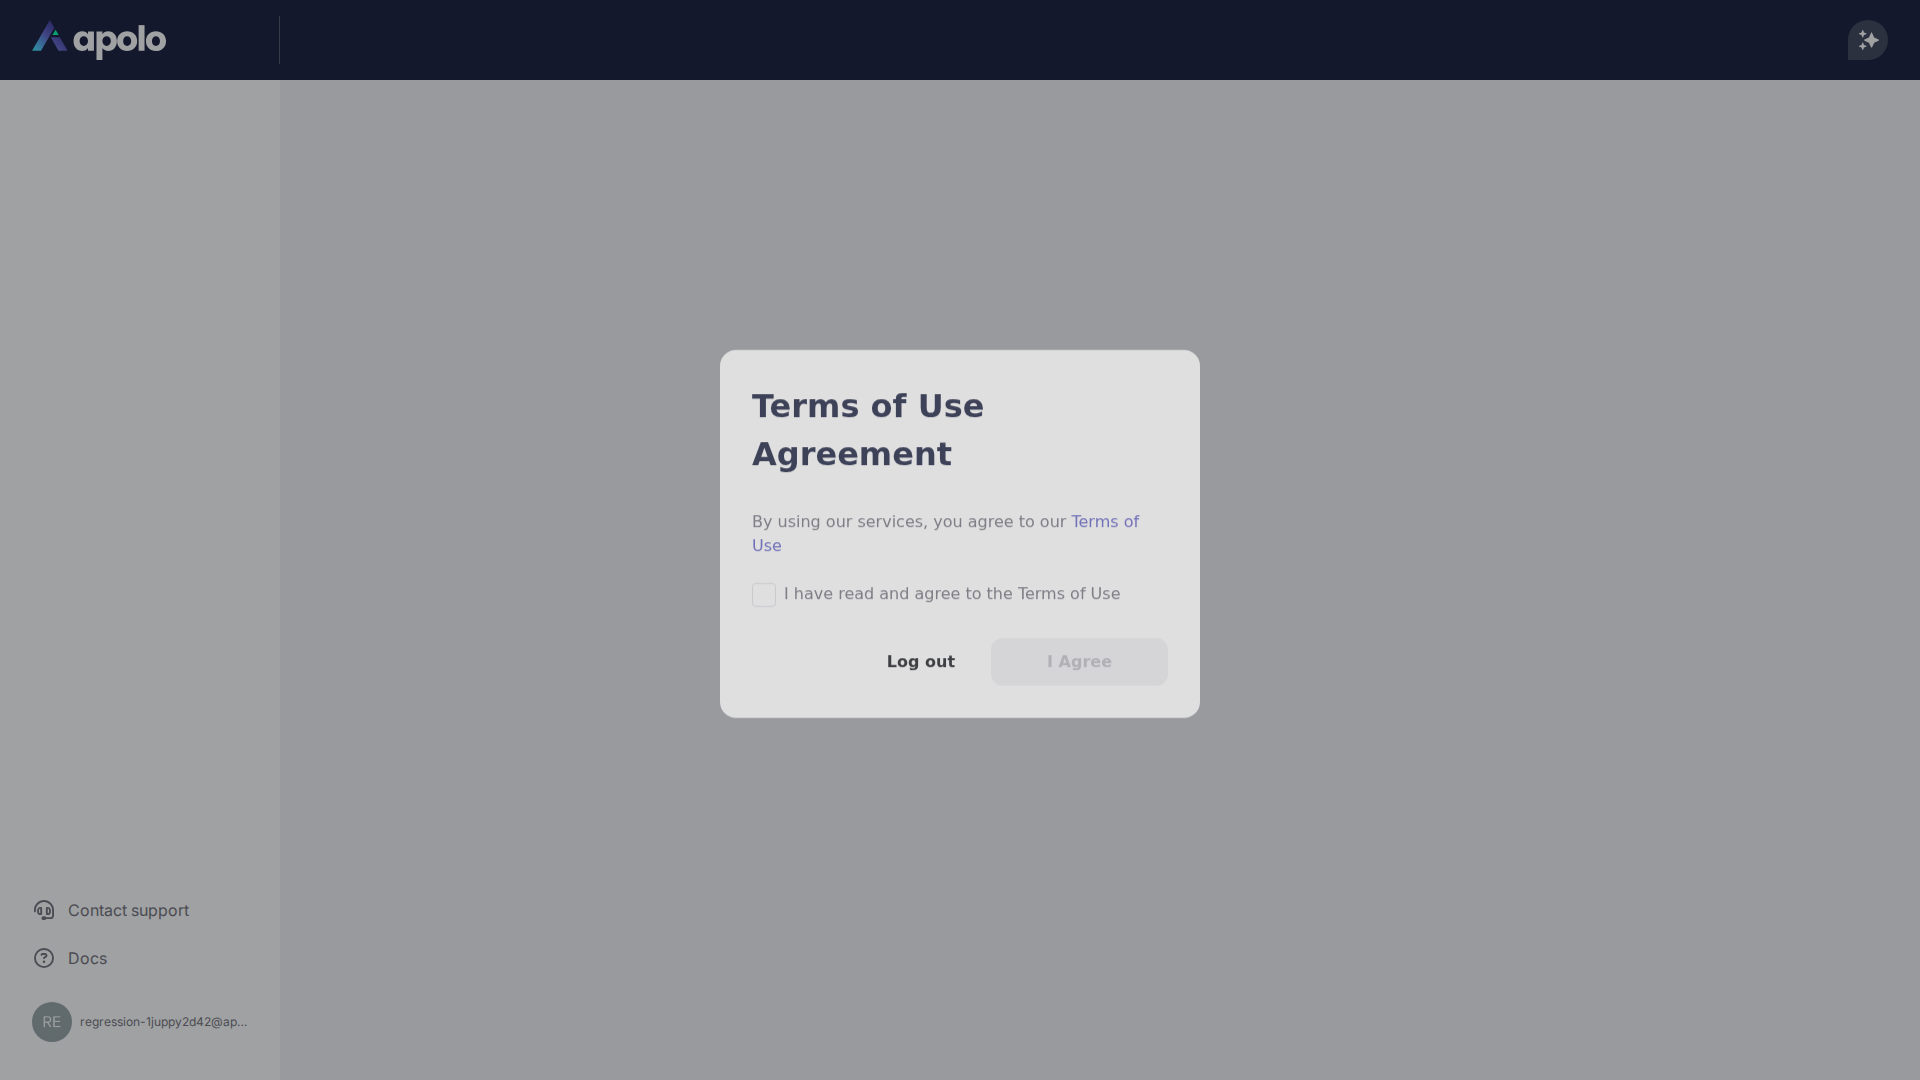 apolo
Terms of Use
Agreement
By using our services, you agree to our Terms of
Use
I have read and agree to the Terms of Use
Log out
I Agree
Contact support
Docs
RE
regression-1juppy2d42@ap...